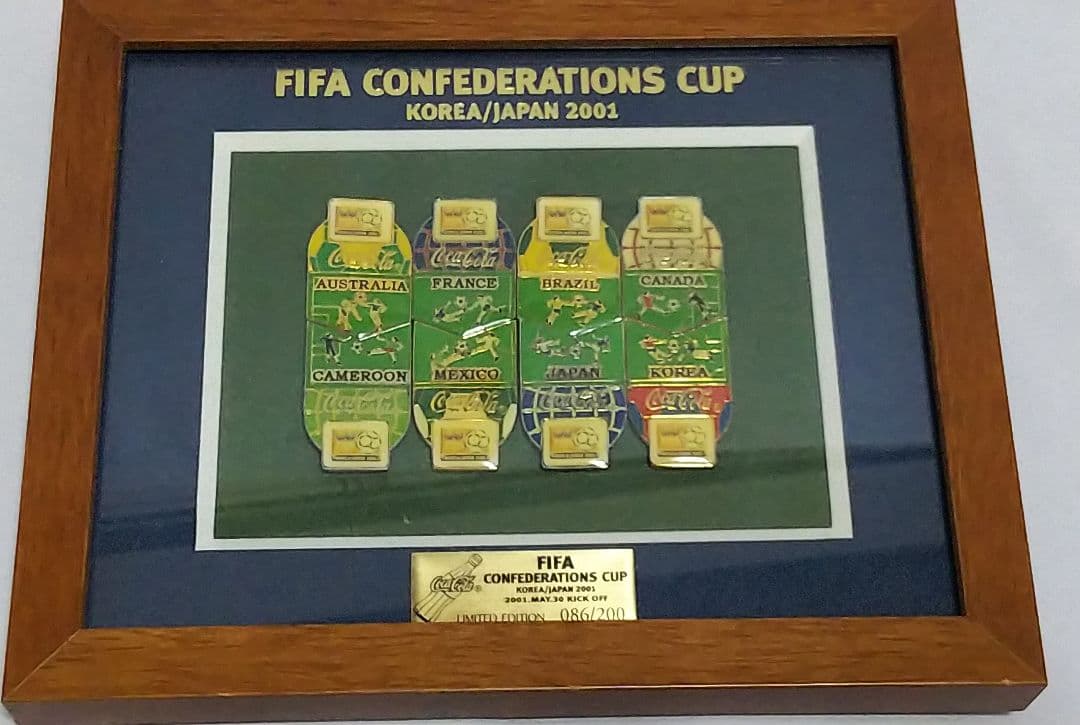 FIFA CONFEDERATIONS CUP
KOREA/JAPAN 2001
Coca-Cola Coca-Cola Coca-Cola Coca-Cola
AUSTRALIA FRANCE BRAZIL CANADA
CAMEROON MEXICO JAPAN KOREA
Coca-Cola Coca-Cola Coca-Cola Coca-Cola
Coca-Cola®
FIFA
CONFEDERATIONS CUP
KOREA/JAPAN 2001
2001.MAY.30 KICK OFF
LIMITED EDITION 086/200